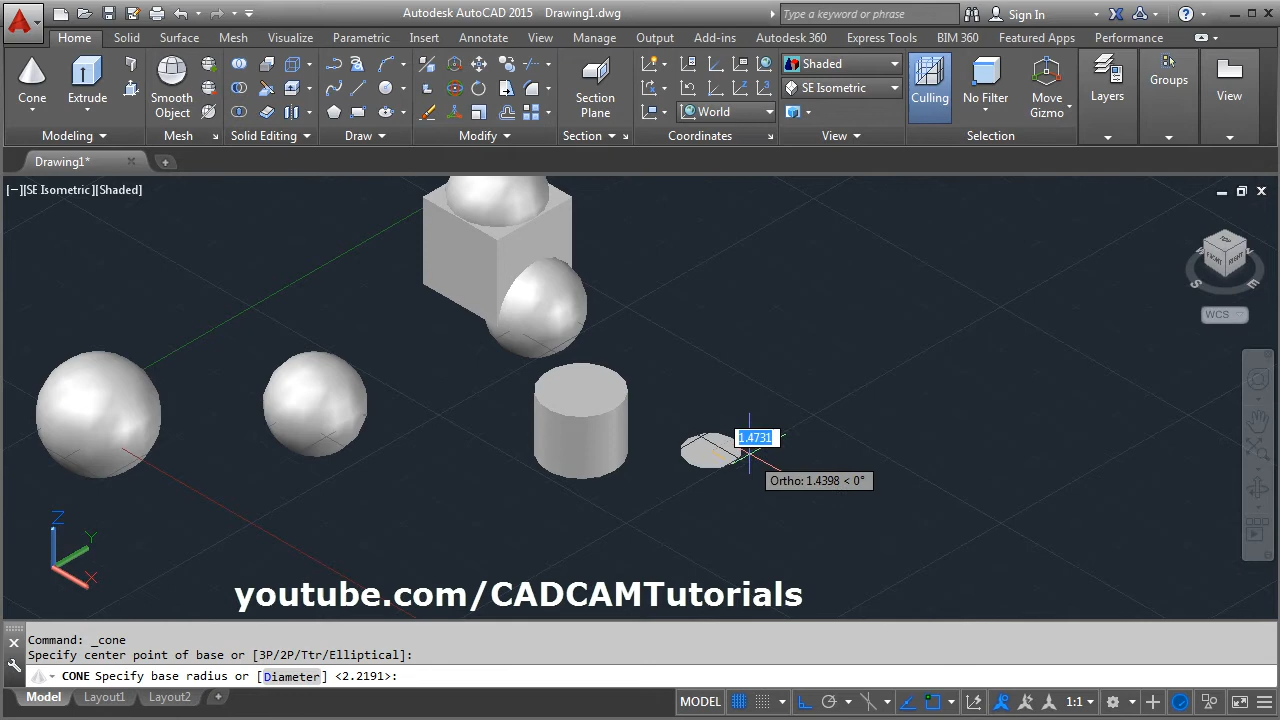 Autodesk AutoCAD 2015 Drawing1.dwg
Type a keyword or phrase
Sign In
Home Solid Surface Mesh Visualize Parametric Insert Annotate View Manage Output Add-ins Autodesk 360 Express Tools BIM 360 Featured Apps Performance
Shaded
SE Isometric
World
Cone Extrude
Smooth Object
Section Plane
Culling
No Filter
Move Gizmo
Layers
Groups
View
Modeling Mesh Solid Editing Draw Modify Section Coordinates View Selection
Drawing1*
[−][SE Isometric][Shaded]
TOP
FRONT RIGHT
W
S E
WCS
1.4731
Ortho: 1.4398 < 0°
Z
Y
X
youtube.com/CADCAMTutorials
Command: _cone
Specify center point of base or [3P/2P/Ttr/Elliptical]:
CONE Specify base radius or [Diameter] <2.2191>:
Model Layout1 Layout2
MODEL
1:1